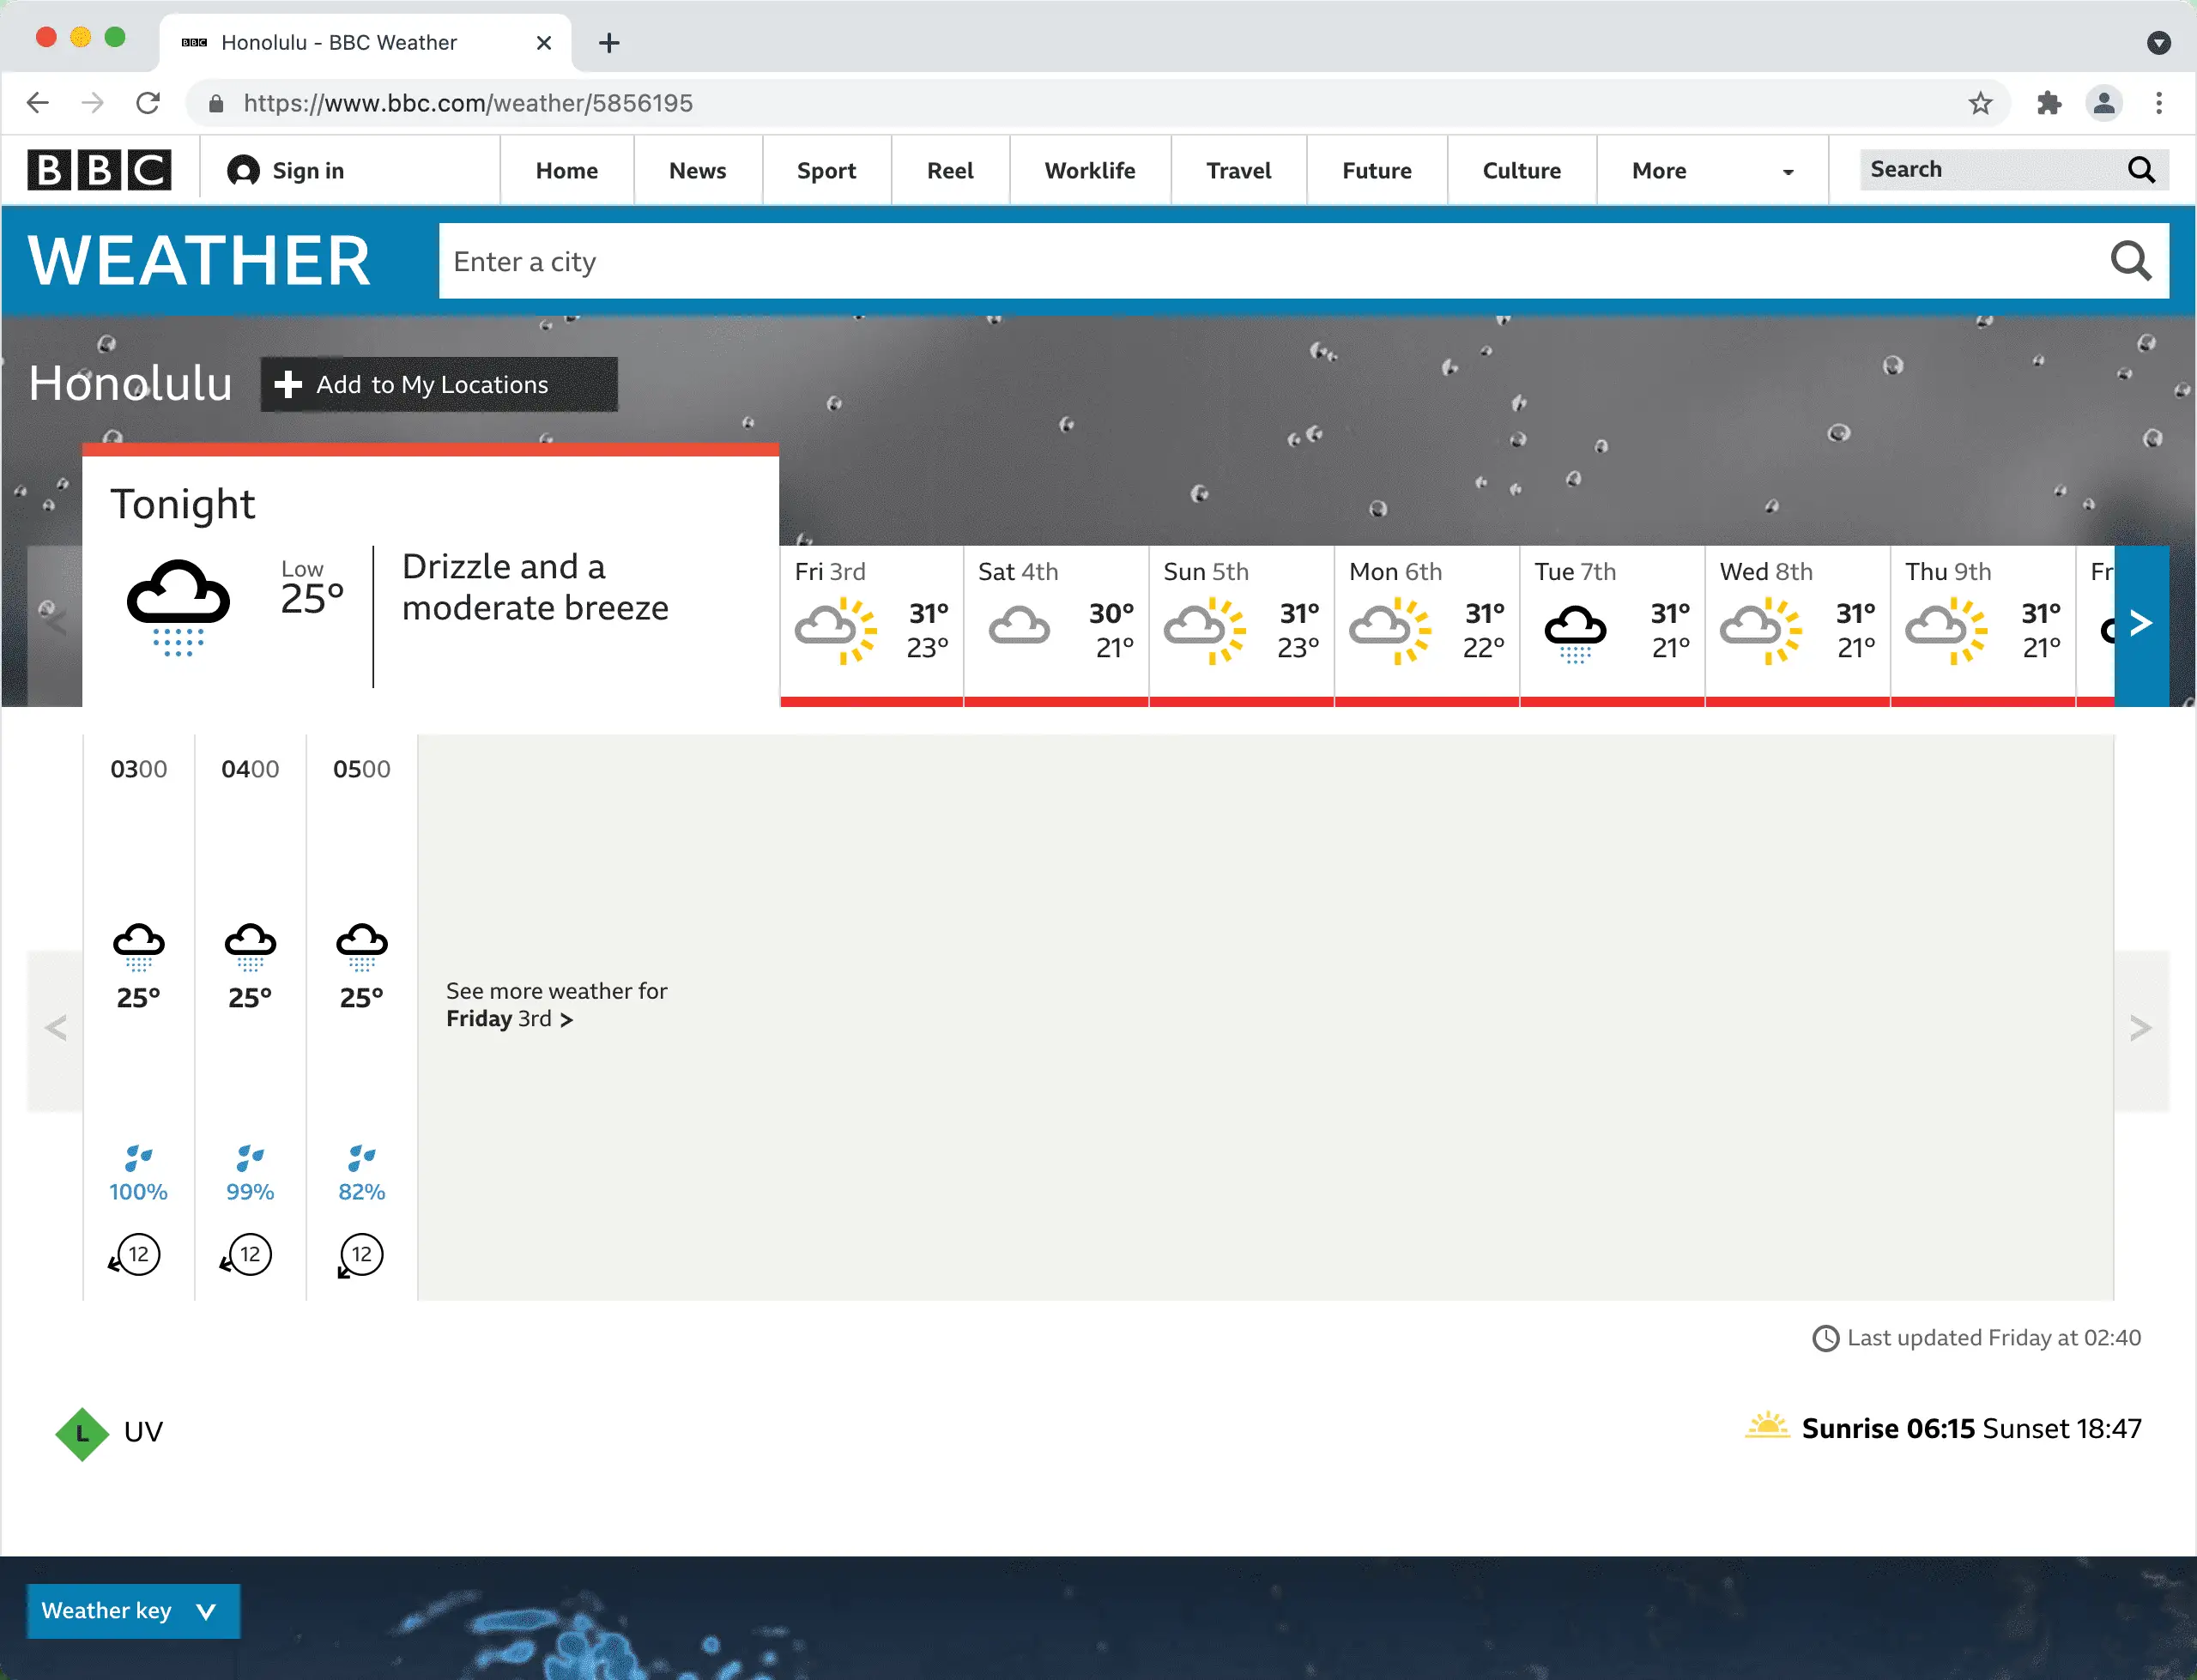 BBC Honolulu - BBC Weather
https://www.bbc.com/weather/5856195
BBC Sign in Home News Sport Reel Worklife Travel Future Culture More Search
WEATHER Enter a city
Honolulu Add to My Locations
Tonight
Low
25°
Drizzle and a
moderate breeze
Fri 3rd
31°
23°
Sat 4th
30°
21°
Sun 5th
31°
23°
Mon 6th
31°
22°
Tue 7th
31°
21°
Wed 8th
31°
21°
Thu 9th
31°
21°
Fr
0300 0400 0500
25° 25° 25°
See more weather for
Friday 3rd >
100% 99% 82%
12 12 12
Last updated Friday at 02:40
L UV
Sunrise 06:15 Sunset 18:47
Weather key